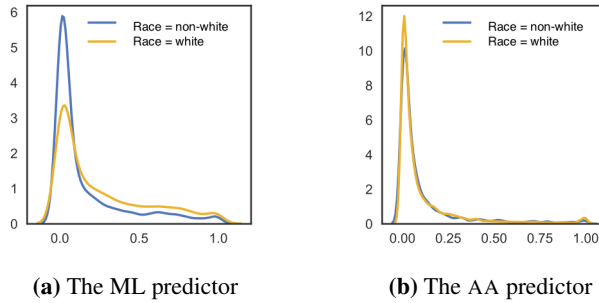 6
5
4
3
2
1
0
0.0 0.5 1.0
Race = non-white
Race = white
(a) The ML predictor
12
10
8
6
4
2
0
0.00 0.25 0.50 0.75 1.00
Race = non-white
Race = white
(b) The AA predictor